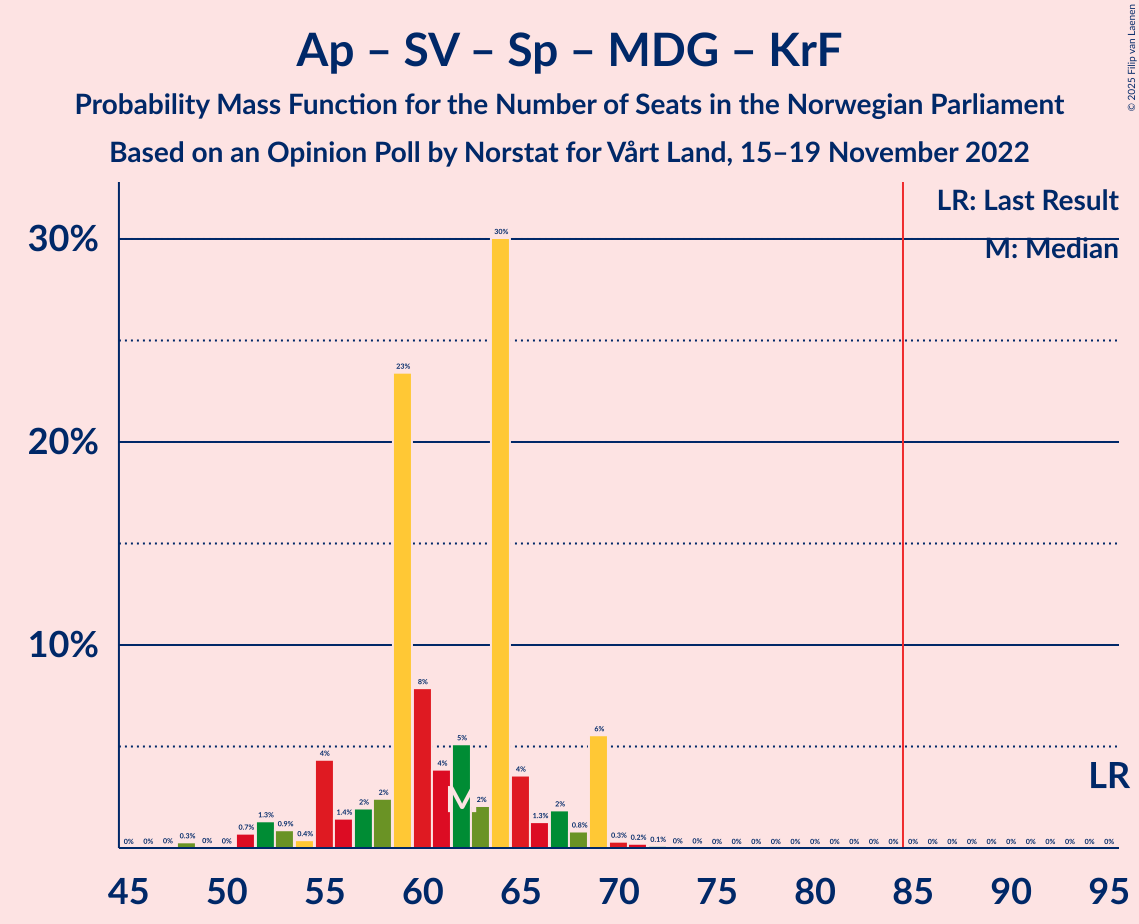 Ap – SV – Sp – MDG – KrF
Probability Mass Function for the Number of Seats in the Norwegian Parliament
Based on an Opinion Poll by Norstat for Vårt Land, 15–19 November 2022
© 2025 Filip van Laenen
LR: Last Result
M: Median
30%
20%
10%
0% 0% 0% 0.3% 0% 0% 0.7% 1.3% 0.9% 0.4% 4% 1.4% 2% 2% 23% 8% 4% 5% 2% 30% 4% 1.3% 2% 0.8% 6% 0.3% 0.2% 0.1% 0% 0% 0% 0% 0% 0% 0% 0% 0% 0% 0% 0% 0% 0% 0% 0% 0% 0% 0% 0% 0% 0% 0%
M
LR
45 50 55 60 65 70 75 80 85 90 95